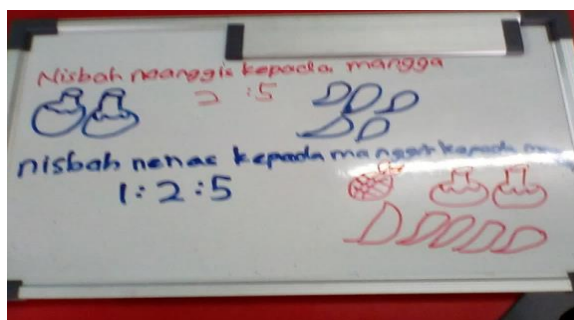 Nisbah manggis kepada mangga
2 : 5
nisbah nenas kepada manggis kepada
1 : 2 : 5